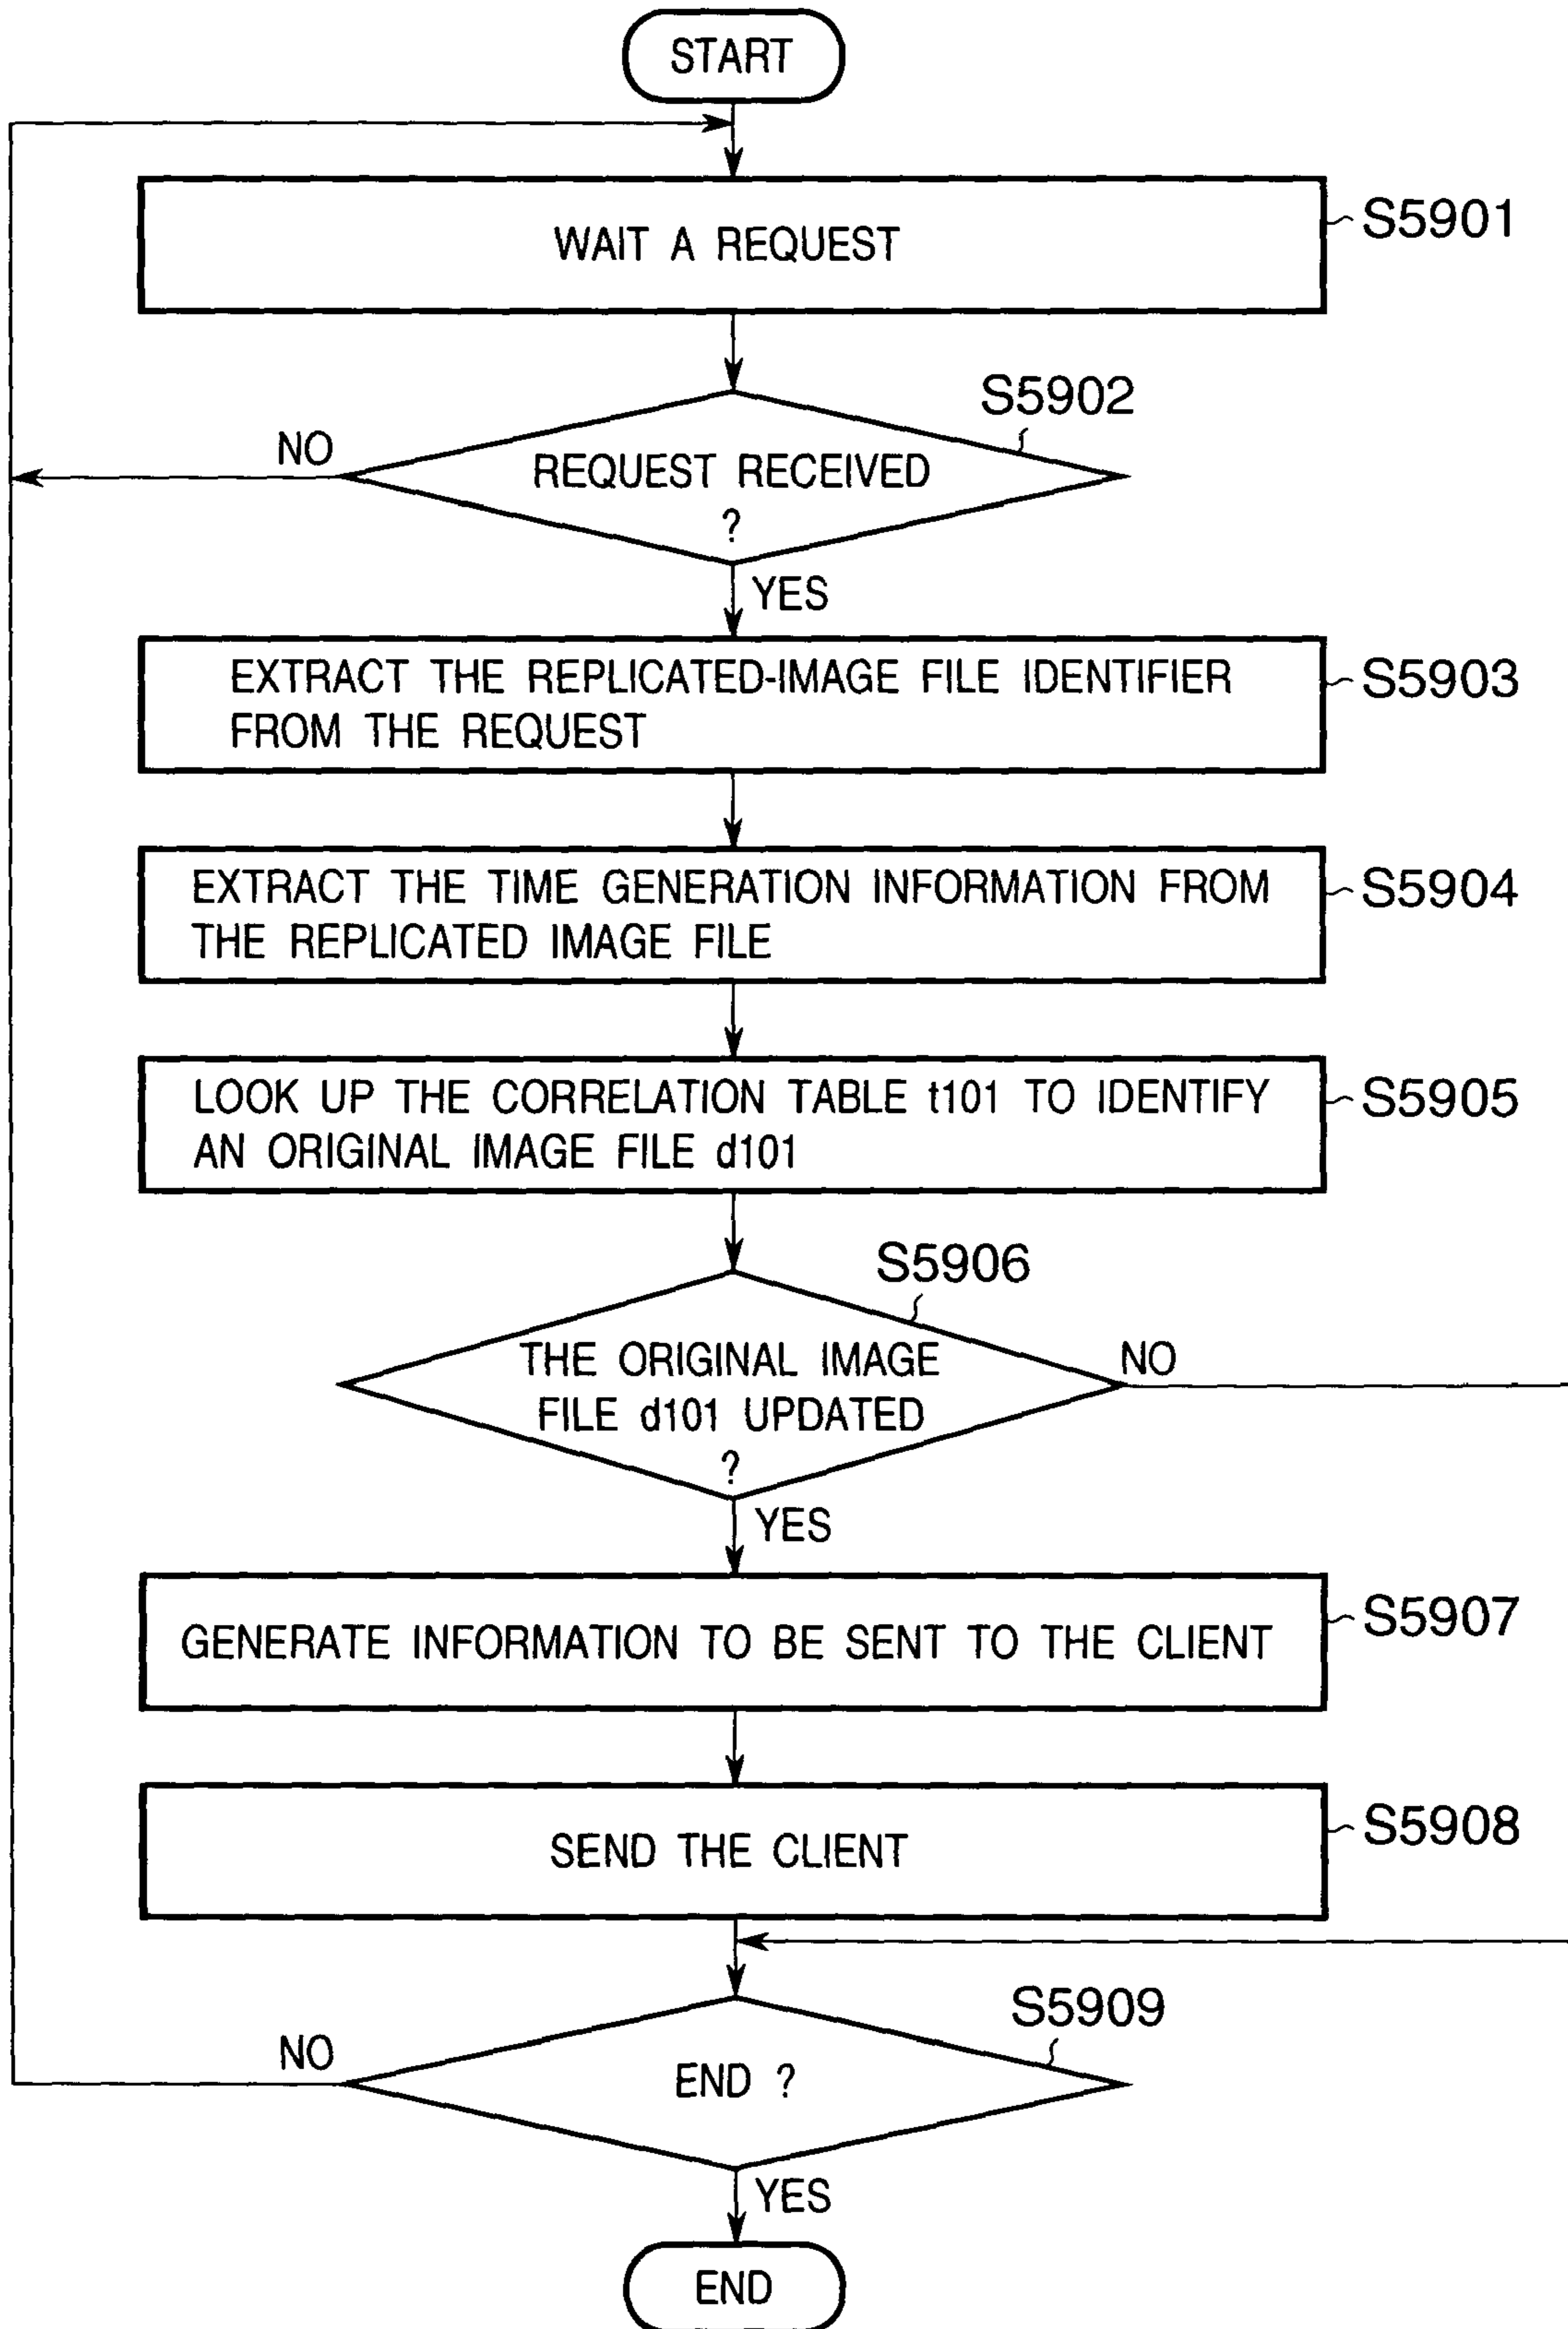 START
WAIT A REQUEST
S5901
S5902
NO
REQUEST RECEIVED
?
YES
EXTRACT THE REPLICATED-IMAGE FILE IDENTIFIER
FROM THE REQUEST
S5903
EXTRACT THE TIME GENERATION INFORMATION FROM
THE REPLICATED IMAGE FILE
S5904
LOOK UP THE CORRELATION TABLE t101 TO IDENTIFY
AN ORIGINAL IMAGE FILE d101
S5905
S5906
THE ORIGINAL IMAGE
FILE d101 UPDATED
?
NO
YES
GENERATE INFORMATION TO BE SENT TO THE CLIENT
S5907
SEND THE CLIENT
S5908
S5909
NO
END ?
YES
END